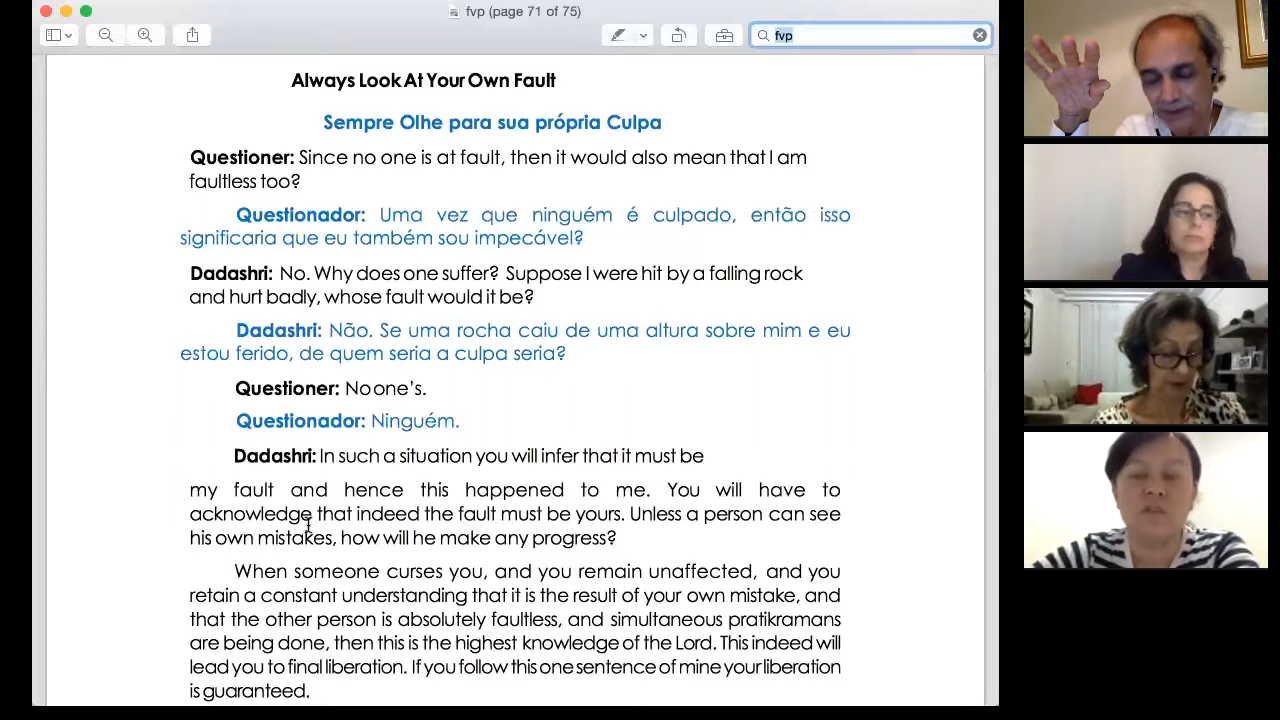 fvp (page 71 of 75)
fvp
Always Look At Your Own Fault
Sempre Olhe para sua própria Culpa
Questioner: Since no one is at fault, then it would also mean that I am
faultless too?
Questionador: Uma vez que ninguém é culpado, então isso
significaria que eu também sou impecável?
Dadashri: No. Why does one suffer? Suppose I were hit by a falling rock
and hurt badly, whose fault would it be?
Dadashri: Não. Se uma rocha caiu de uma altura sobre mim e eu
estou ferido, de quem seria a culpa seria?
Questioner: No one’s.
Questionador: Ninguém.
Dadashri: In such a situation you will infer that it must be
my fault and hence this happened to me. You will have to
acknowledge that indeed the fault must be yours. Unless a person can see
his own mistakes, how will he make any progress?
When someone curses you, and you remain unaffected, and you
retain a constant understanding that it is the result of your own mistake, and
that the other person is absolutely faultless, and simultaneous pratikramans
are being done, then this is the highest knowledge of the Lord. This indeed will
lead you to final liberation. If you follow this one sentence of mine your liberation
is guaranteed.